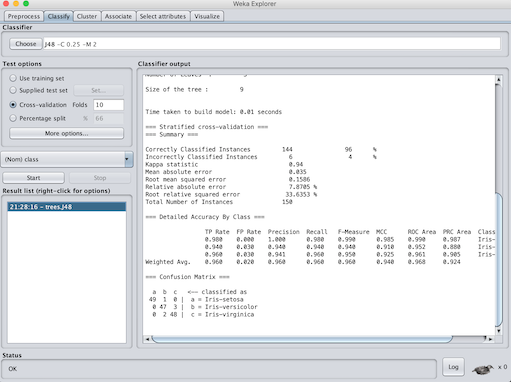 Weka Explorer
Preprocess Classify Cluster Associate Select attributes Visualize
Classifier
Choose J48 -C 0.25 -M 2
Test options
Use training set
Supplied test set Set...
Cross-validation Folds 10
Percentage split % 66
More options...
(Nom) class
Start Stop
Result list (right-click for options)
21:28:16 - trees.J48
Classifier output
Number of Leaves :
Size of the tree : 9
Time taken to build model: 0.01 seconds
=== Stratified cross-validation ===
=== Summary ===
Correctly Classified Instances 144 96 %
Incorrectly Classified Instances 6 4 %
Kappa statistic 0.94
Mean absolute error 0.035
Root mean squared error 0.1586
Relative absolute error 7.8705 %
Root relative squared error 33.6353 %
Total Number of Instances 150
=== Detailed Accuracy By Class ===
TP Rate FP Rate Precision Recall F-Measure MCC ROC Area PRC Area Class
0.980 0.000 1.000 0.980 0.990 0.985 0.990 0.987 Iris-
0.940 0.030 0.940 0.940 0.940 0.910 0.952 0.880 Iris-
0.960 0.030 0.941 0.960 0.950 0.925 0.961 0.905 Iris-
Weighted Avg. 0.960 0.020 0.960 0.960 0.960 0.940 0.968 0.924
=== Confusion Matrix ===
a b c <-- classified as
49 1 0 | a = Iris-setosa
0 47 3 | b = Iris-versicolor
0 2 48 | c = Iris-virginica
Status
OK
Log
x 0